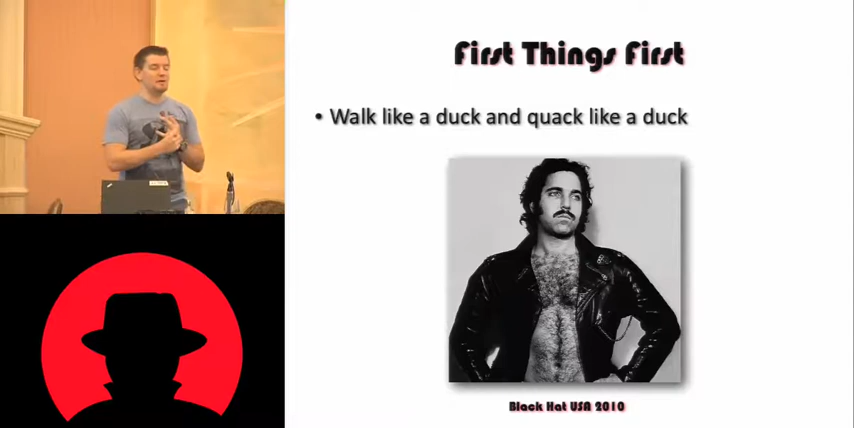 First Things First
• Walk like a duck and quack like a duck
Black Hat USA 2010